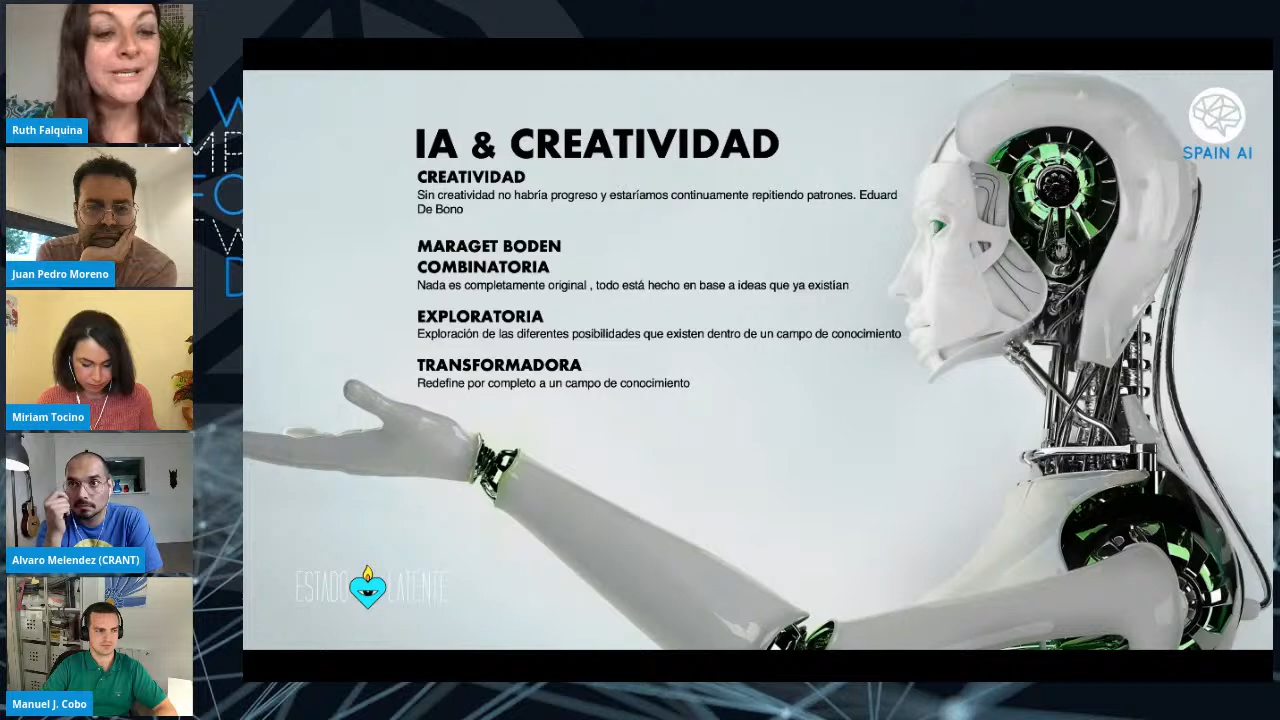 Ruth Falquina
Juan Pedro Moreno
Miriam Tocino
Alvaro Melendez (CRANT)
Manuel J. Cobo
IA & CREATIVIDAD
CREATIVIDAD
Sin creatividad no habría progreso y estaríamos continuamente repitiendo patrones. Eduard
De Bono
MARAGET BODEN
COMBINATORIA
Nada es completamente original , todo está hecho en base a ideas que ya existían
EXPLORATORIA
Exploración de las diferentes posibilidades que existen dentro de un campo de conocimiento
TRANSFORMADORA
Redefine por completo a un campo de conocimiento
SPAIN AI
ESTADO LATENTE